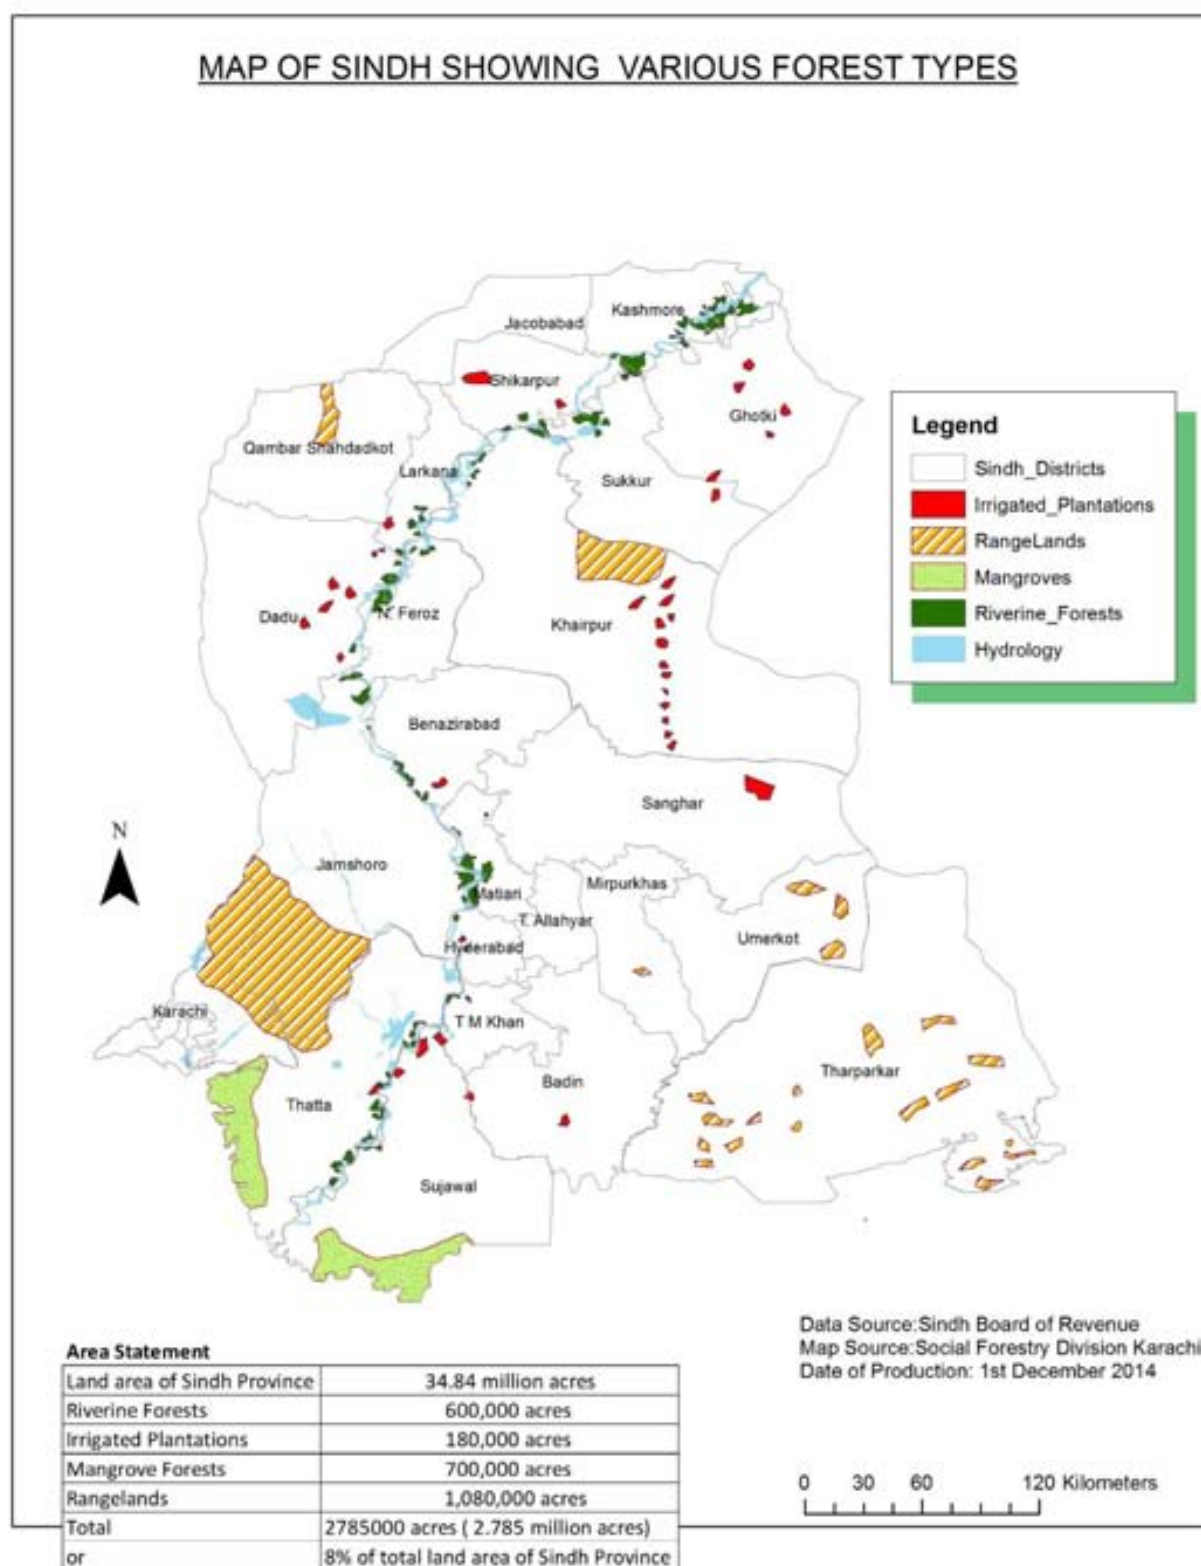 MAP OF SINDH SHOWING VARIOUS FOREST TYPES
Kashmore
Jacobabad
Shikarpur
Ghotki
Qambar Shahdadkot
Larkana
Sukkur
Dadu
N. Feroz
Khairpur
Benazirabad
Sanghar
Jamshoro
Matiari
Mirpurkhas
T. Allahyar
Hyderabad
Umerkot
Karachi
T M Khan
Tharparkar
Badin
Thatta
Sujawal
N
Legend
Sindh_Districts
Irrigated_Plantations
RangeLands
Mangroves
Riverine_Forests
Hydrology
Data Source:Sindh Board of Revenue
Map Source:Social Forestry Division Karachi
Date of Production: 1st December 2014
0 30 60 120 Kilometers
Area Statement
Land area of Sindh Province 34.84 million acres
Riverine Forests 600,000 acres
Irrigated Plantations 180,000 acres
Mangrove Forests 700,000 acres
Rangelands 1,080,000 acres
Total 2785000 acres ( 2.785 million acres)
or 8% of total land area of Sindh Province